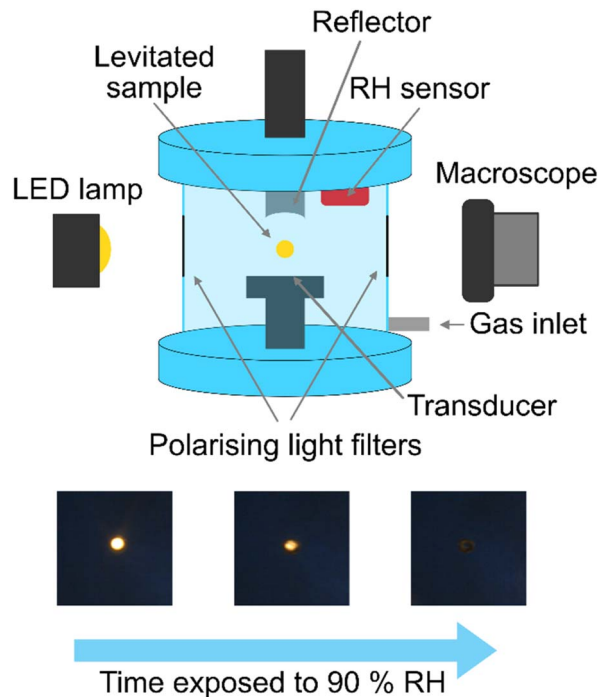 Reflector
Levitated
sample
RH sensor
LED lamp
Macroscope
Gas inlet
Transducer
Polarising light filters
Time exposed to 90 % RH